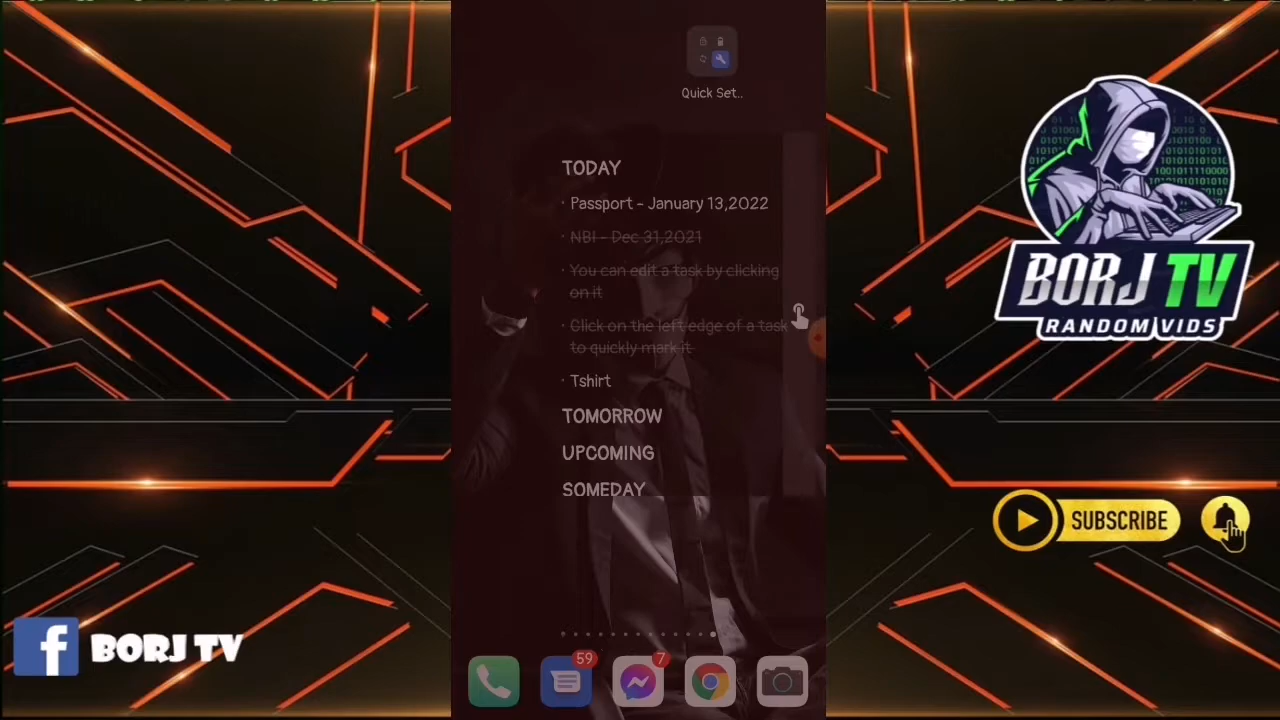 Quick Set..
TODAY
· Passport - January 13,2022
· NBI - Dec 31,2021
· You can edit a task by clicking
on it
· Click on the left edge of a task
to quickly mark it
· Tshirt
TOMORROW
UPCOMING
SOMEDAY
59
7
BORJ TV
RANDOM VIDS
SUBSCRIBE
f BORJ TV